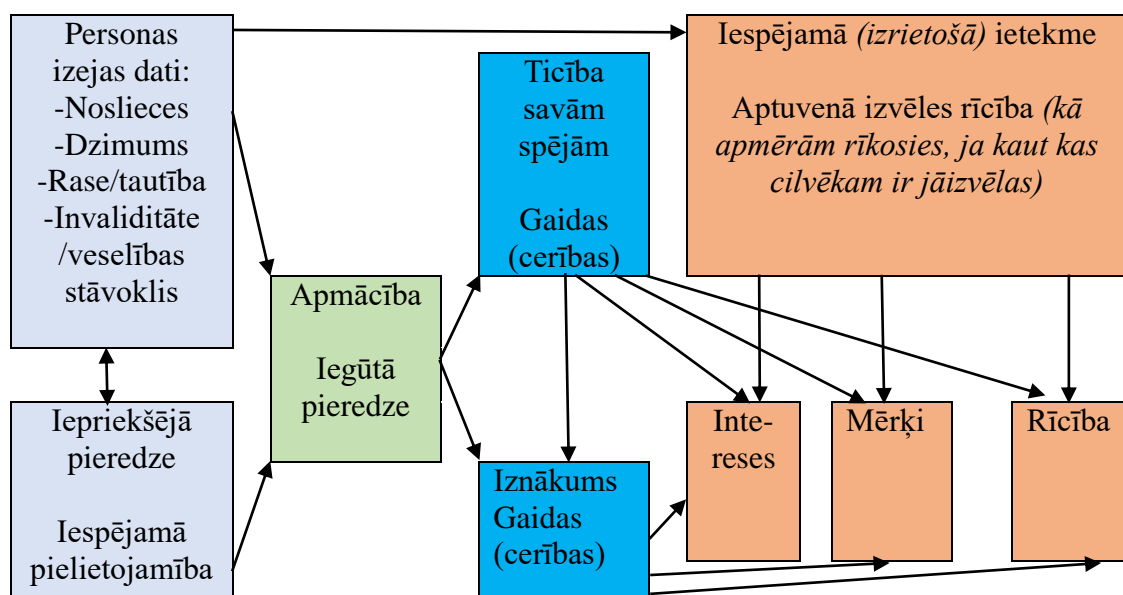 Personas
izejas dati:
-Noslieces
-Dzimums
-Rase/tautība
-Invaliditāte
/veselības
stāvoklis
Iepriekšējā
pieredze
Iespējamā
pielietojamība
Apmācība
Iegūtā
pieredze
Ticība
savām
spējām
Gaidas
(cerības)
Iznākums
Gaidas
(cerības)
Iespējamā (izrietošā) ietekme
Aptuvenā izvēles rīcība (kā
apmērām rīkosies, ja kaut kas
cilvēkam ir jāizvēlas)
Inte-
reses
Mērķi
Rīcība